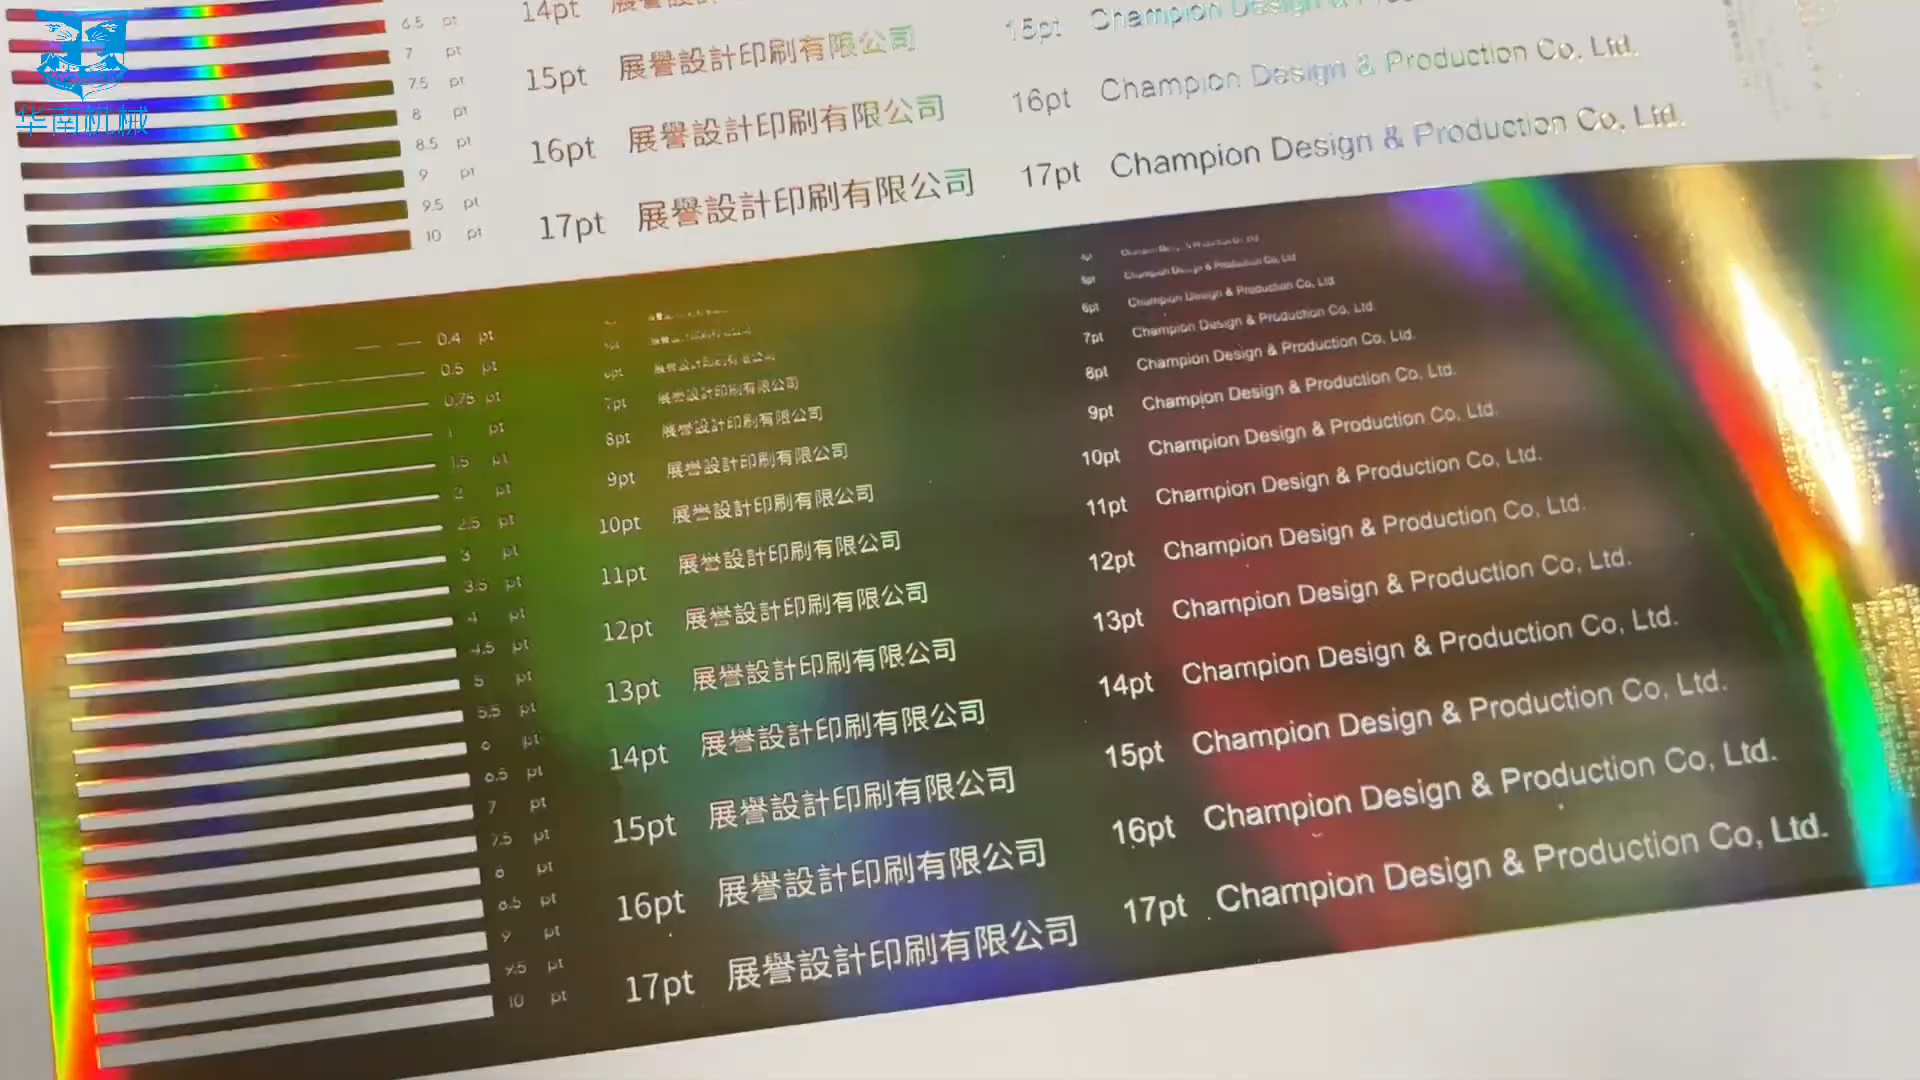 华南机械
6.5 pt
7 pt
7.5 pt
8 pt
8.5 pt
9 pt
9.5 pt
10 pt
14pt
15pt 展譽設計印刷有限公司
16pt 展譽設計印刷有限公司
17pt 展譽設計印刷有限公司
15pt Champion Design &
16pt Champion Design & Production Co, Ltd.
17pt Champion Design & Production Co, Ltd.
0.4 pt
0.5 pt
0.75 pt
1 pt
1.5 pt
2 pt
2.5 pt
3 pt
3.5 pt
4 pt
4.5 pt
5 pt
5.5 pt
6 pt
6.5 pt
7 pt
7.5 pt
8 pt
8.5 pt
9 pt
9.5 pt
10 pt
7pt 展譽設計印刷有限公司
8pt 展譽設計印刷有限公司
9pt 展譽設計印刷有限公司
10pt 展譽設計印刷有限公司
11pt 展譽設計印刷有限公司
12pt 展譽設計印刷有限公司
13pt 展譽設計印刷有限公司
14pt 展譽設計印刷有限公司
15pt 展譽設計印刷有限公司
16pt 展譽設計印刷有限公司
17pt 展譽設計印刷有限公司
5pt Champion Design & Production Co, Ltd
6pt Champion Design & Production Co, Ltd
7pt Champion Design & Production Co, Ltd.
8pt Champion Design & Production Co, Ltd.
9pt Champion Design & Production Co, Ltd.
10pt Champion Design & Production Co, Ltd.
11pt Champion Design & Production Co, Ltd.
12pt Champion Design & Production Co, Ltd.
13pt Champion Design & Production Co, Ltd.
14pt Champion Design & Production Co, Ltd.
15pt Champion Design & Production Co, Ltd.
16pt Champion Design & Production Co, Ltd.
17pt Champion Design & Production Co, Ltd.